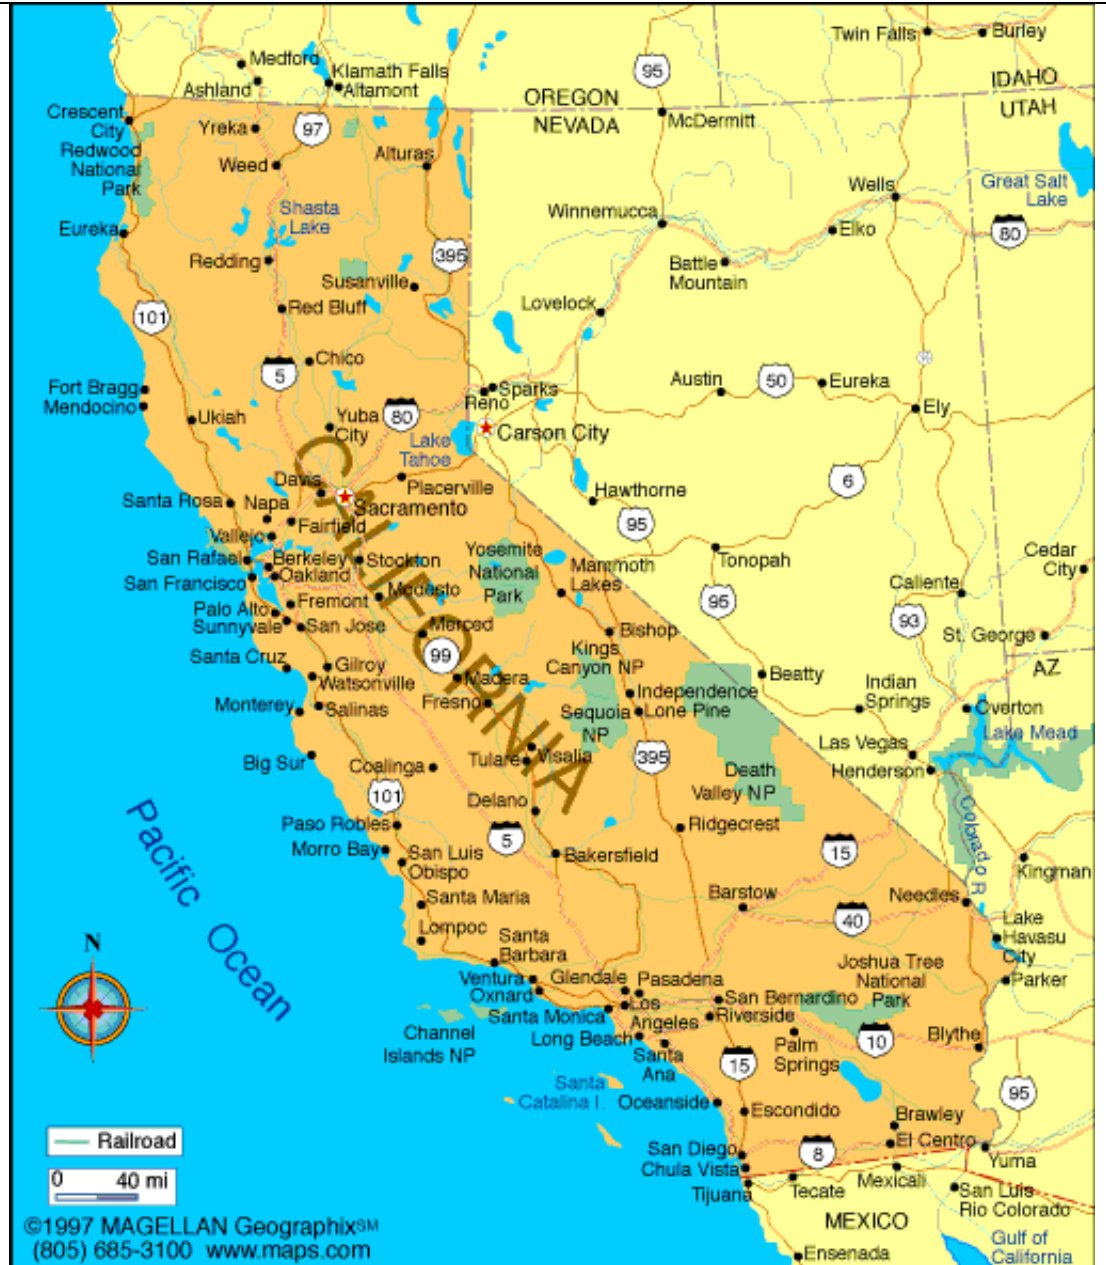 Twin Falls
Burley
Medford
Klamath Falls
Ashland
Altamont
95
IDAHO
UTAH
OREGON
NEVADA
McDermitt
Crescent
City
Redwood
National
Park
Yreka
97
Weed
Alturas
Wells
Great Salt
Lake
Shasta
Lake
Winnemucca
80
Eureka
Elko
Redding
395
Battle
Mountain
Susanville
Red Bluff
Lovelock
101
Chico
5
Fort Bragg
Mendocino
Sparks
Reno
Austin
50
Eureka
Ely
Ukiah
Yuba
City
80
Lake
Tahoe
Carson City
CALIFORNIA
Davis
Placerville
Sacramento
Santa Rosa
Napa
Fairfield
Vallejo
Hawthorne
6
95
San Rafael
Berkeley
Stockton
Oakland
San Francisco
Yosemite
National
Park
Mammoth
Lakes
Tonopah
Cedar
City
Caliente
Modesto
Palo Alto
Fremont
Sunnyvale
San Jose
Merced
95
93
St. George
Bishop
Santa Cruz
Gilroy
Watsonville
99
Kings
Canyon NP
AZ
Madera
Beatty
Indian
Springs
Monterey
Salinas
Fresno
Independence
Lone Pine
Sequoia
NP
Overton
Lake Mead
Las Vegas
Henderson
Big Sur
Coalinga
Tulare
Visalia
395
Death
Valley NP
101
Delano
Paso Robles
Ridgecrest
Colorado R.
Morro Bay
San Luis
Obispo
5
Bakersfield
15
Kingman
Pacific Ocean
Santa Maria
Barstow
Needles
40
Lompoc
Lake
Havasu
City
N
Santa
Barbara
Joshua Tree
National
Park
Ventura
Oxnard
Glendale
Pasadena
Parker
Santa Monica
Los
Angeles
San Bernardino
Riverside
Channel
Islands NP
Long Beach
Santa
Ana
Palm
Springs
10
Blythe
15
95
Santa
Catalina I.
Oceanside
Escondido
Brawley
El Centro
Railroad
San Diego
8
Chula Vista
Yuma
0 40 mi
Tijuana
Tecate
Mexicali
San Luis
Rio Colorado
MEXICO
©1997 MAGELLAN Geographix℠
(805) 685-3100 www.maps.com
Ensenada
Gulf of
California